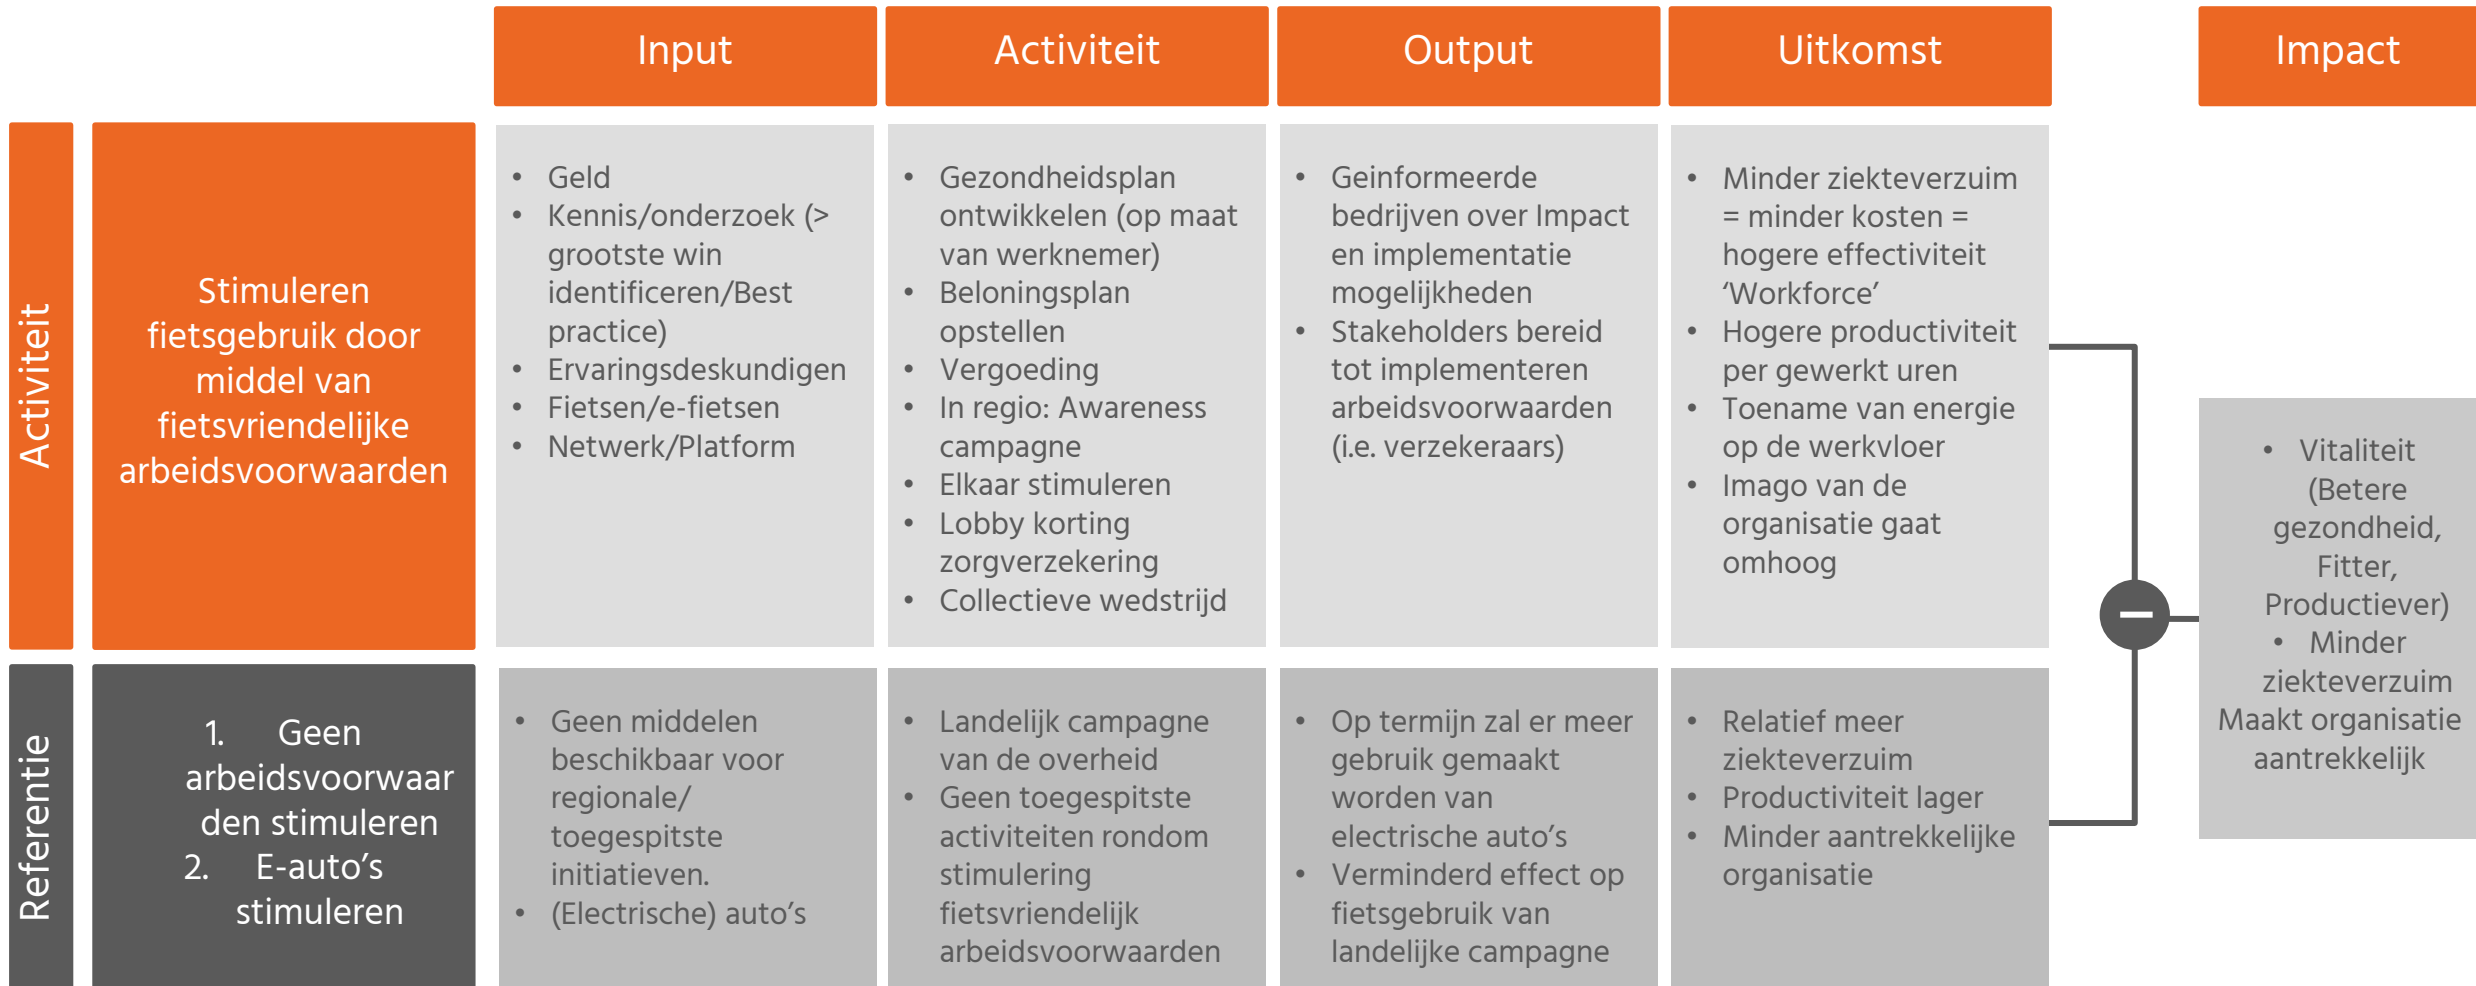 Input
Activiteit
Output
Uitkomst
Impact
Activiteit
Stimuleren
fietsgebruik door
middel van
fietsvriendelijke
arbeidsvoorwaarden
• Geld
• Kennis/onderzoek (>
grootste win
identificeren/Best
practice)
• Ervaringsdeskundigen
• Fietsen/e-fietsen
• Netwerk/Platform
• Gezondheidsplan
ontwikkelen (op maat
van werknemer)
• Beloningsplan
opstellen
• Vergoeding
• In regio: Awareness
campagne
• Elkaar stimuleren
• Lobby korting
zorgverzekering
• Collectieve wedstrijd
• Geinformeerde
bedrijven over Impact
en implementatie
mogelijkheden
• Stakeholders bereid
tot implementeren
arbeidsvoorwaarden
(i.e. verzekeraars)
• Minder ziekteverzuim
= minder kosten =
hogere effectiviteit
‘Workforce’
• Hogere productiviteit
per gewerkt uren
• Toename van energie
op de werkvloer
• Imago van de
organisatie gaat
omhoog
• Vitaliteit
(Betere
gezondheid,
Fitter,
Productiever)
• Minder
ziekteverzuim
Maakt organisatie
aantrekkelijk
Referentie
1. Geen
arbeidsvoorwaar
den stimuleren
2. E-auto’s
stimuleren
• Geen middelen
beschikbaar voor
regionale/
toegespitste
initiatieven.
• (Electrische) auto’s
• Landelijk campagne
van de overheid
• Geen toegespitste
activiteiten rondom
stimulering
fietsvriendelijk
arbeidsvoorwaarden
• Op termijn zal er meer
gebruik gemaakt
worden van
electrische auto’s
• Verminderd effect op
fietsgebruik van
landelijke campagne
• Relatief meer
ziekteverzuim
• Productiviteit lager
• Minder aantrekkelijke
organisatie